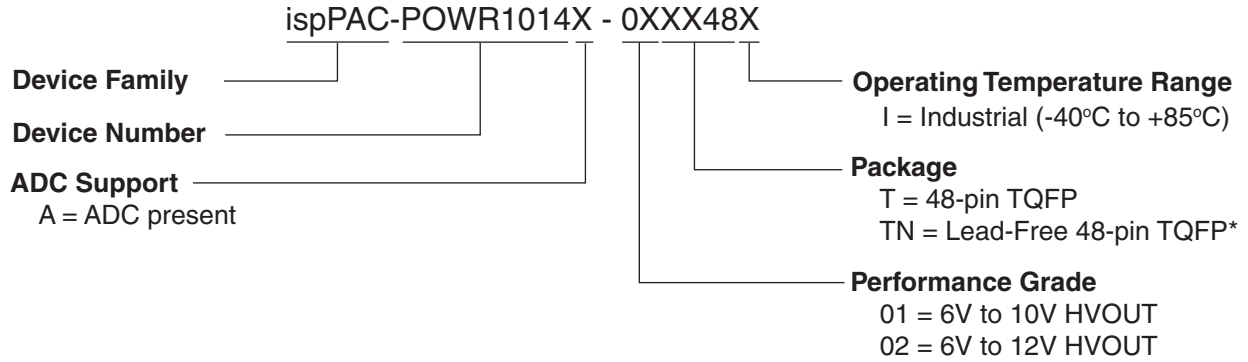 ispPAC-POWR1014X - 0XXX48X
Device Family
Device Number
ADC Support
A = ADC present
Operating Temperature Range
I = Industrial (-40°C to +85°C)
Package
T = 48-pin TQFP
TN = Lead-Free 48-pin TQFP*
Performance Grade
01 = 6V to 10V HVOUT
02 = 6V to 12V HVOUT